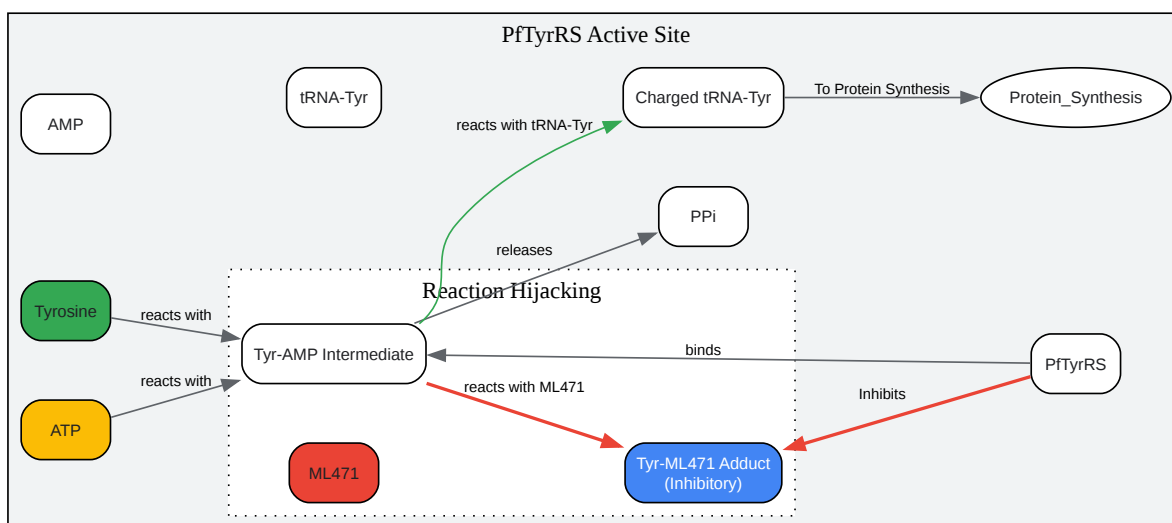 PfTyrRS Active Site
AMP
tRNA-Tyr
Charged tRNA-Tyr
To Protein Synthesis
Protein_Synthesis
reacts with tRNA-Tyr
PPi
releases
Reaction Hijacking
Tyrosine
reacts with
Tyr-AMP Intermediate
binds
PfTyrRS
reacts with
reacts with ML471
Inhibits
ATP
ML471
Tyr-ML471 Adduct
(Inhibitory)